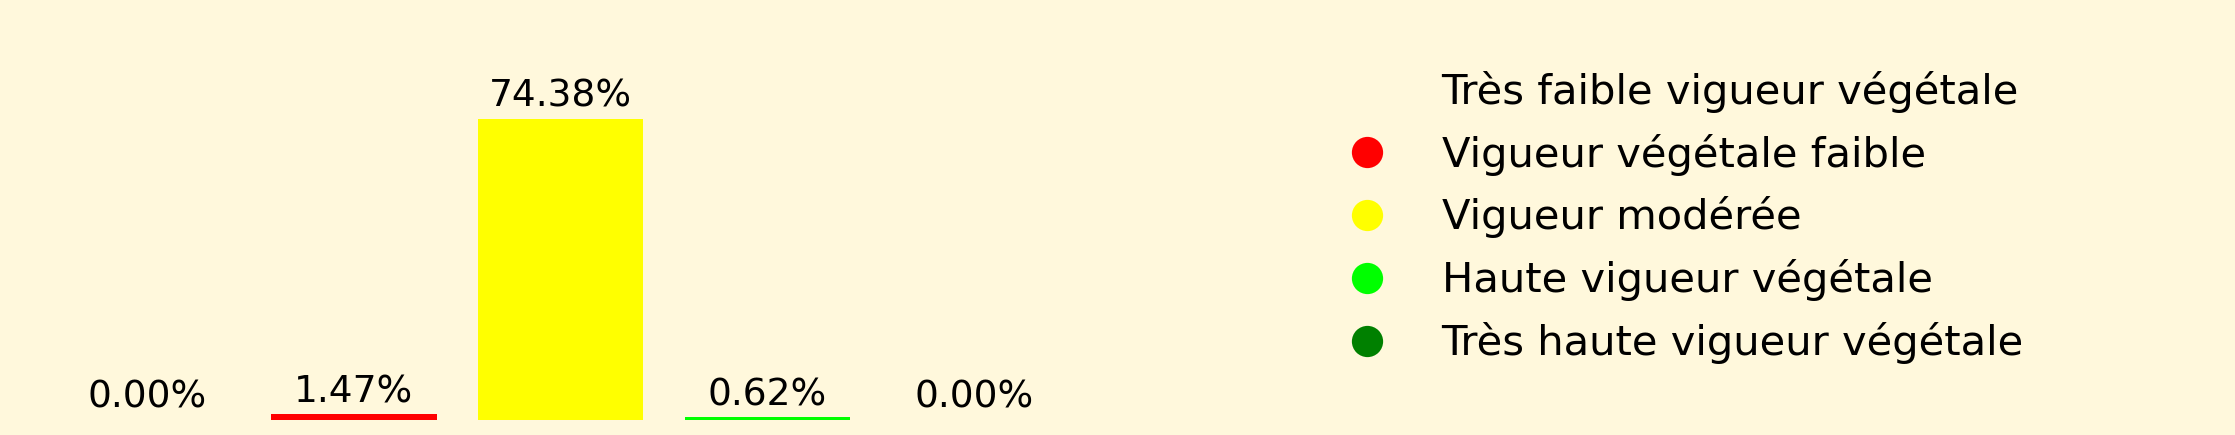 74.38%
0.00%
1.47%
0.62%
0.00%
Très faible vigueur végétale
Vigueur végétale faible
Vigueur modérée
Haute vigueur végétale
Très haute vigueur végétale